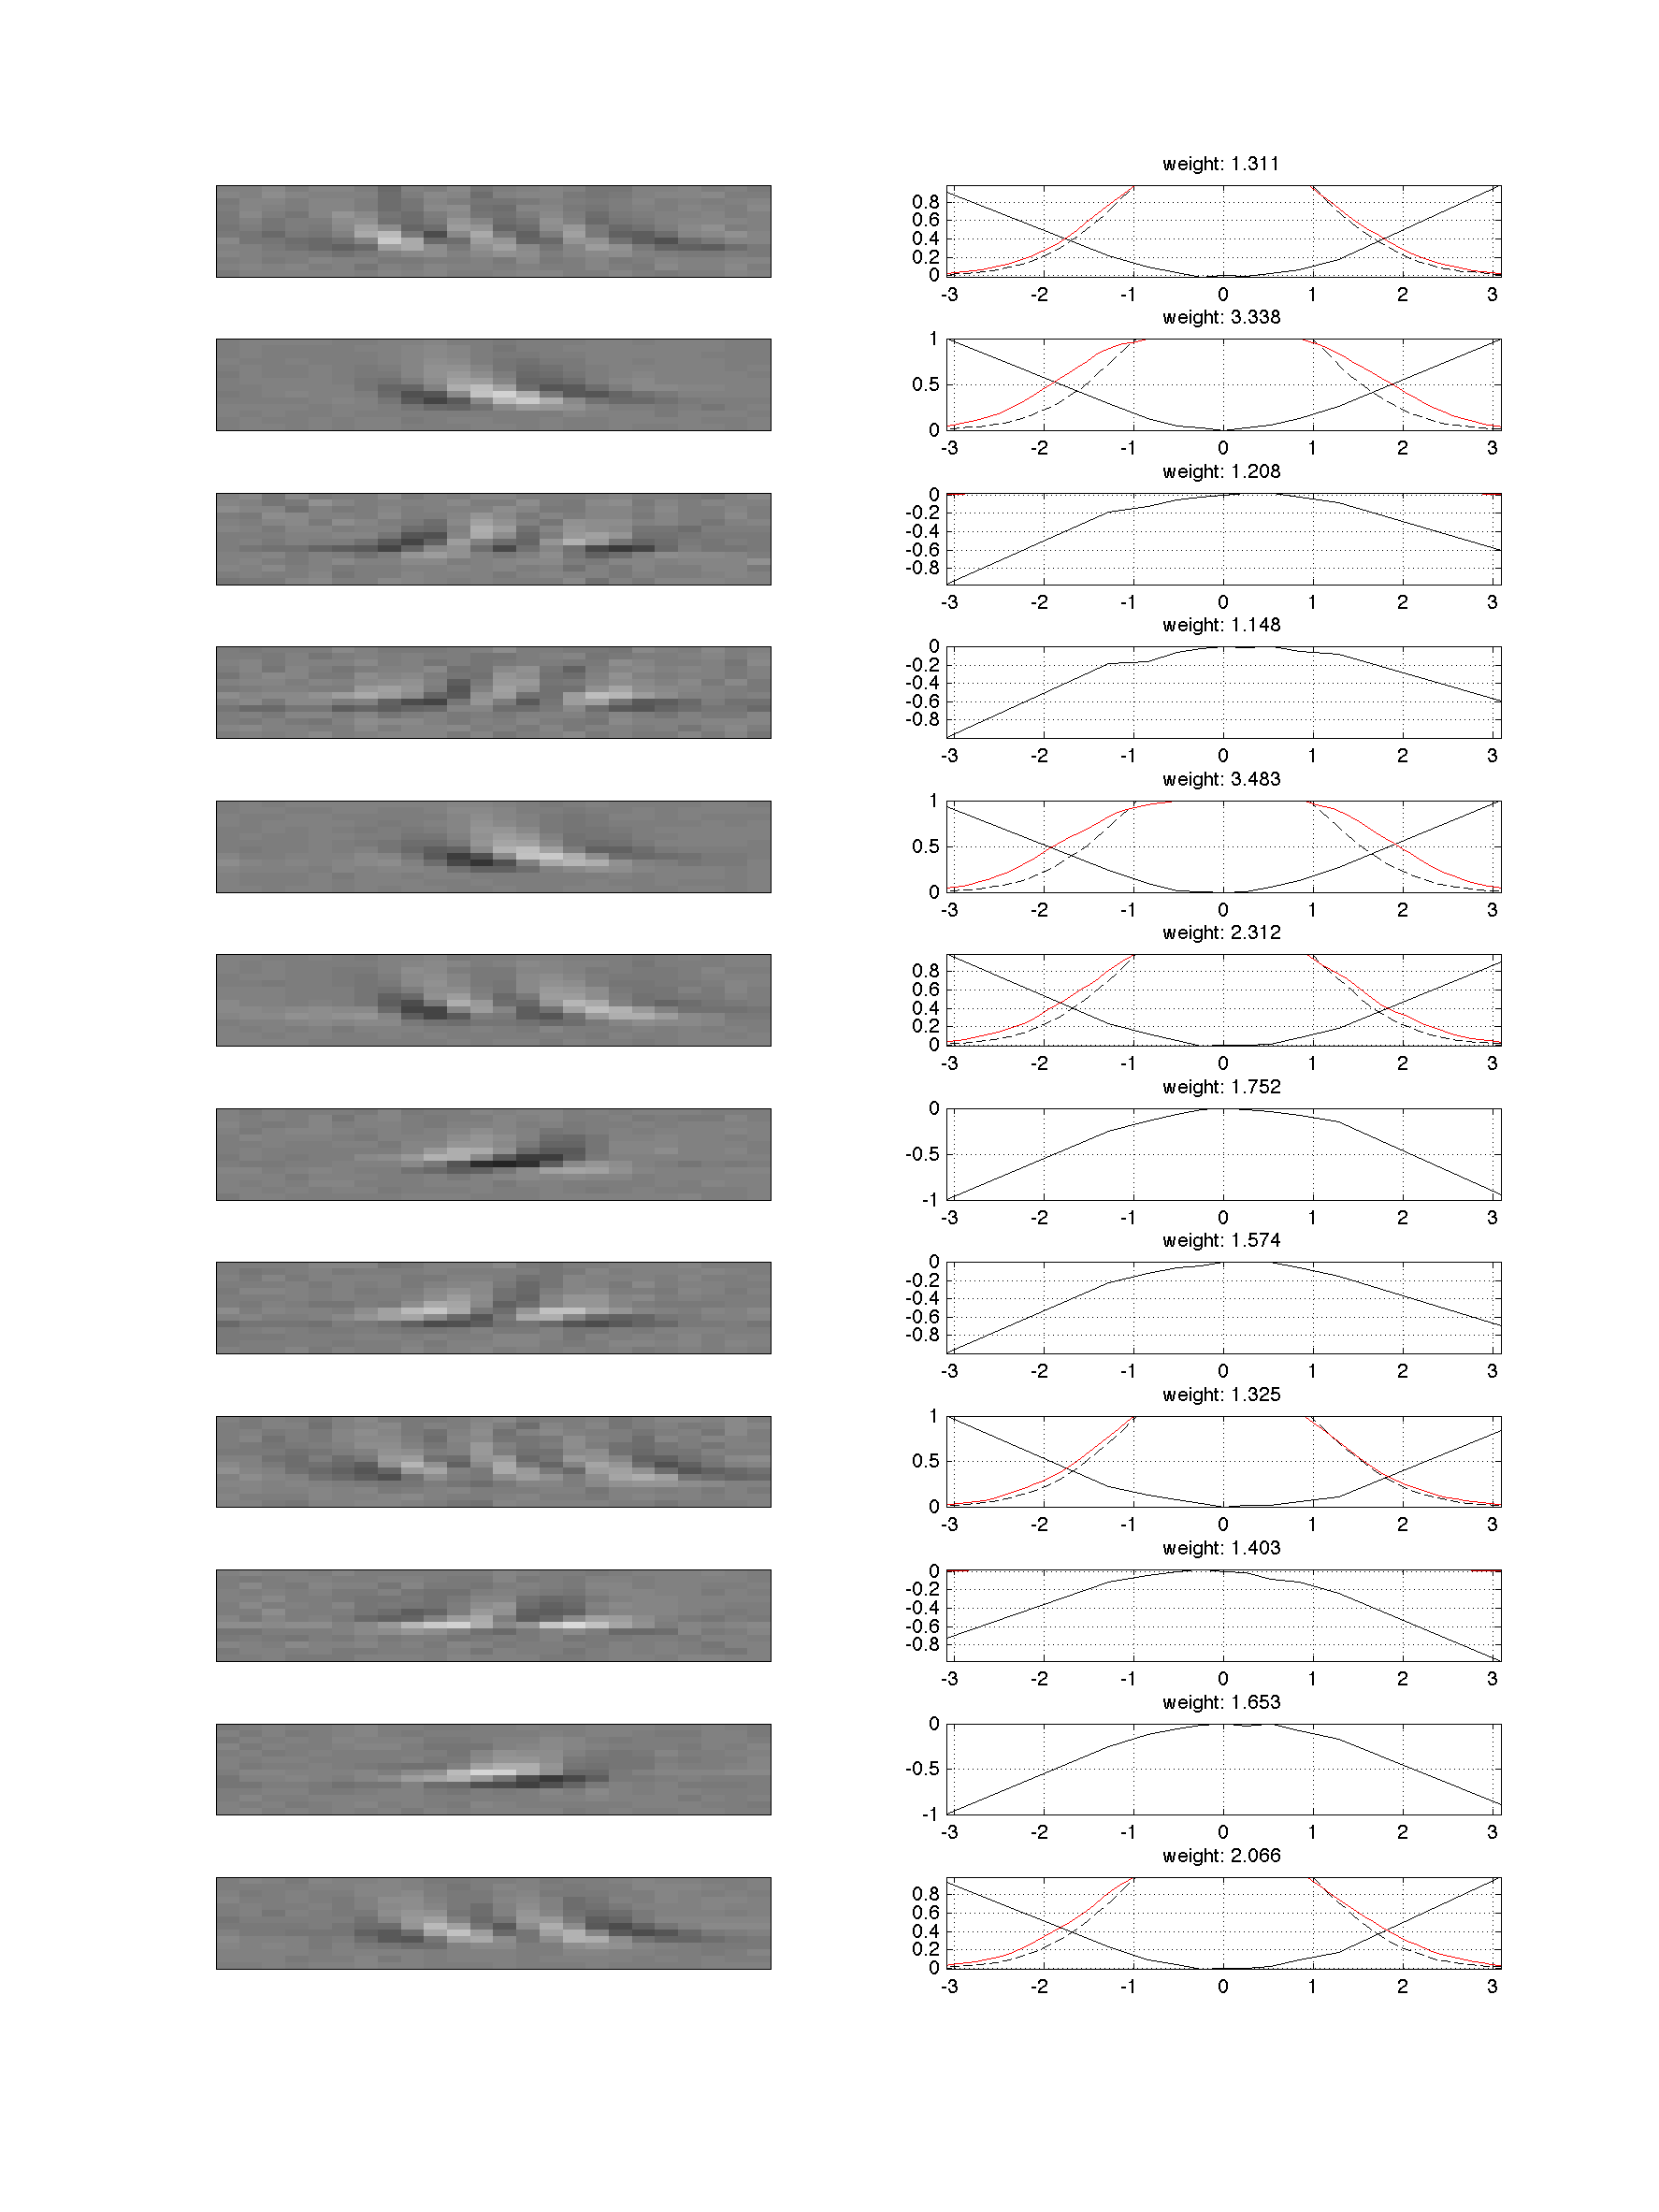 weight: 1.311
0.8
0.6
0.4
0.2
0
-3 -2 -1 0 1 2 3
weight: 3.338
1
0.5
0
-3 -2 -1 0 1 2 3
weight: 1.208
0
-0.2
-0.4
-0.6
-0.8
-3 -2 -1 0 1 2 3
weight: 1.148
0
-0.2
-0.4
-0.6
-0.8
-3 -2 -1 0 1 2 3
weight: 3.483
1
0.5
0
-3 -2 -1 0 1 2 3
weight: 2.312
0.8
0.6
0.4
0.2
0
-3 -2 -1 0 1 2 3
weight: 1.752
0
-0.5
-1
-3 -2 -1 0 1 2 3
weight: 1.574
0
-0.2
-0.4
-0.6
-0.8
-3 -2 -1 0 1 2 3
weight: 1.325
1
0.5
0
-3 -2 -1 0 1 2 3
weight: 1.403
0
-0.2
-0.4
-0.6
-0.8
-3 -2 -1 0 1 2 3
weight: 1.653
0
-0.5
-1
-3 -2 -1 0 1 2 3
weight: 2.066
0.8
0.6
0.4
0.2
0
-3 -2 -1 0 1 2 3